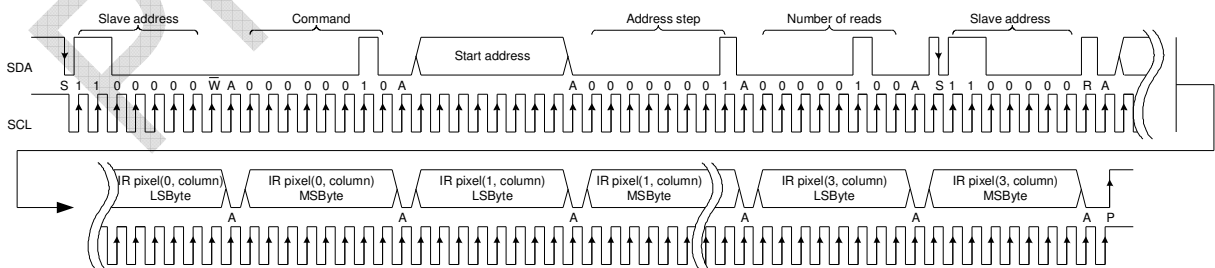 Slave address Command Address step Number of reads Slave address
SDA Start address
S 1 1 0 0 0 0 0 W̅ A 0 0 0 0 0 0 1 0 A A 0 0 0 0 0 0 0 1 A 0 0 0 0 0 1 0 0 A S 1 1 0 0 0 0 0 R A
SCL
IR pixel(0, column) IR pixel(0, column) IR pixel(1, column) IR pixel(1, column) IR pixel(3, column) IR pixel(3, column)
LSByte MSByte LSByte MSByte LSByte MSByte
A A A A A A P